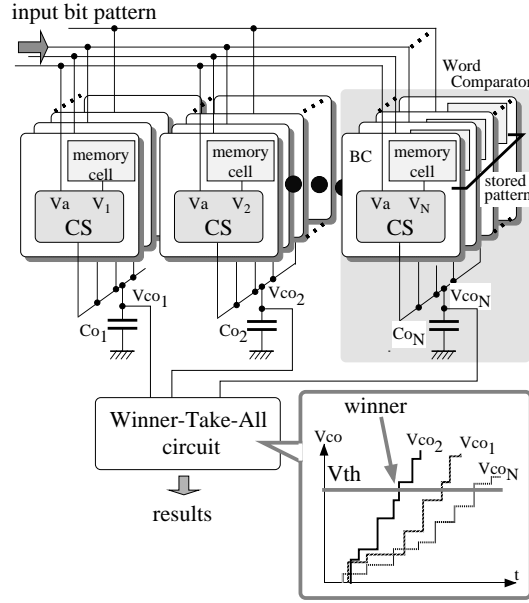 input bit pattern
Word
Comparator
BC
memory
cell
memory
cell
memory
cell
stored
pattern
Va V1
Va V2
Va VN
CS
CS
CS
Vco1
Vco2
VcoN
Co1
Co2
CoN
Winner-Take-All
circuit
results
winner
Vco
Vco2
Vco1
VcoN
Vth
t